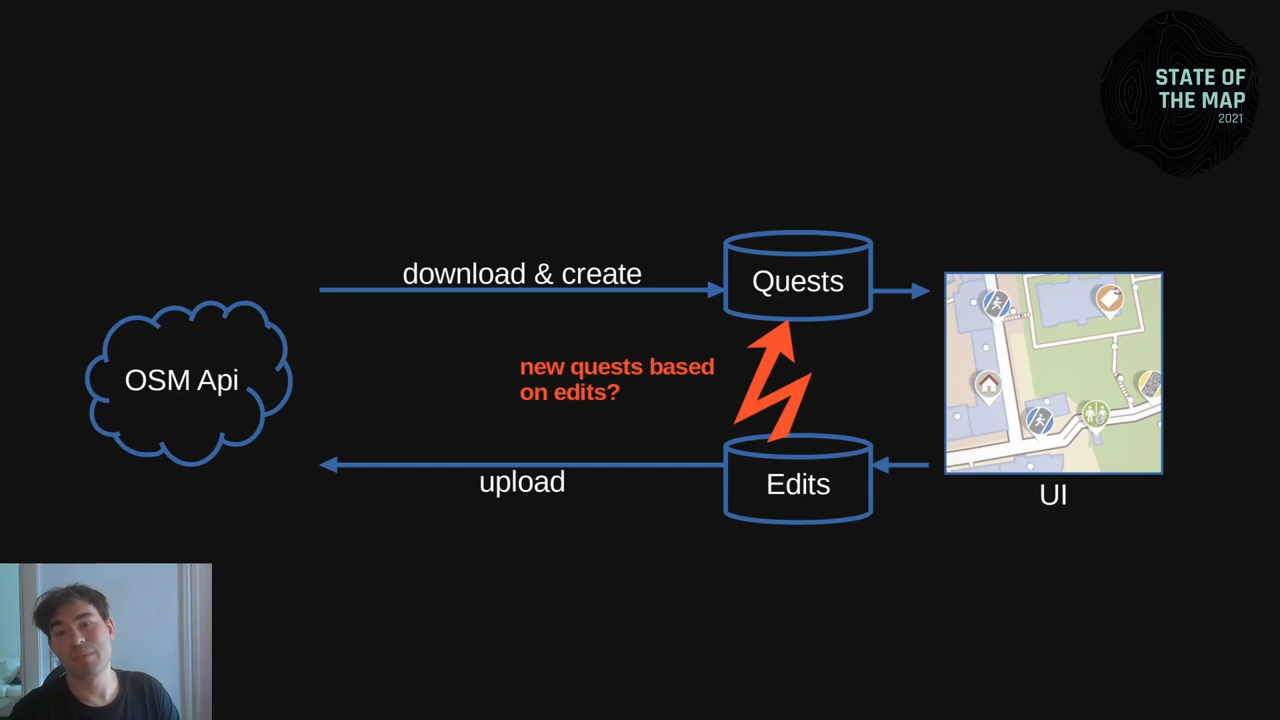 STATE OF
THE MAP
2021
download & create
Quests
new quests based
on edits?
OSM Api
upload
Edits
UI